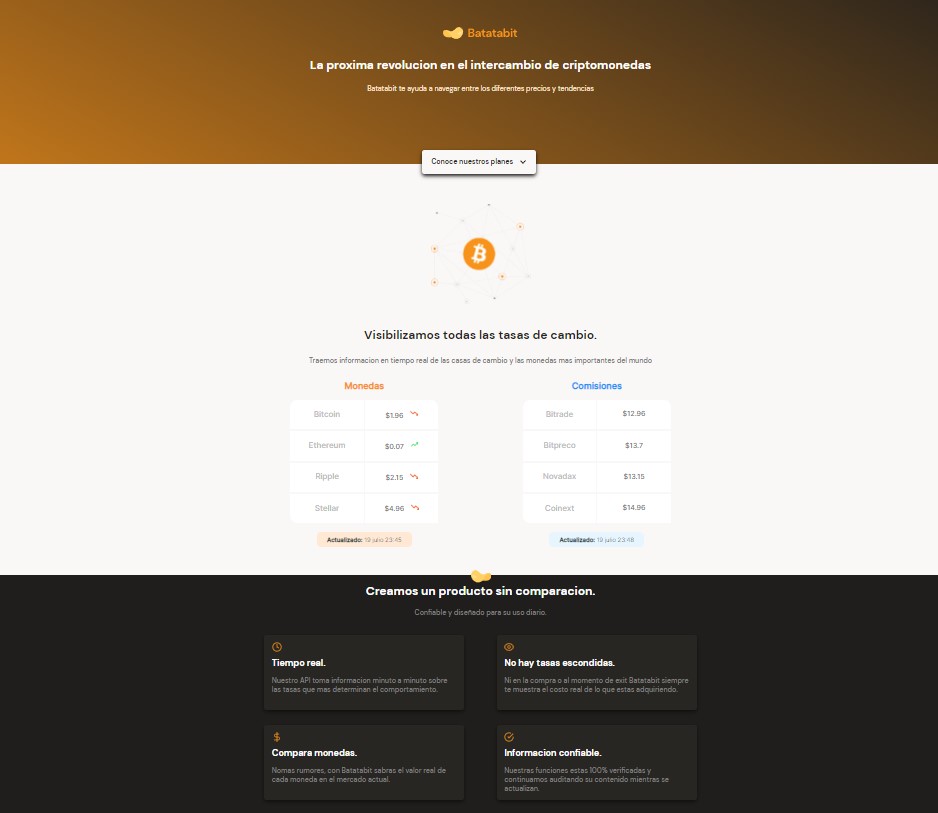 Batatabit
La proxima revolucion en el intercambio de criptomonedas
Batatabit te ayuda a navegar entre los diferentes precios y tendencias
Conoce nuestros planes
Visibilizamos todas las tasas de cambio.
Traemos informacion en tiempo real de las casas de cambio y las monedas mas importantes del mundo
Monedas
Bitcoin $1.96
Ethereum $0.07
Ripple $2.15
Stellar $4.96
Actualizado: 19 julio 23:45
Comisiones
Bitrade $12.96
Bitpreco $13.7
Novadax $13.15
Coinext $14.96
Actualizado: 19 julio 23:48
Creamos un producto sin comparacion.
Confiable y diseñado para su uso diario.
Tiempo real.
Nuestro API toma informacion minuto a minuto sobre
las tasas que mas determinan el comportamiento.
No hay tasas escondidas.
Ni en la compra o al momento de exit Batatabit siempre
te muestra el costo real de lo que estas adquiriendo.
Compara monedas.
Nomas rumores, con Batatabit sabras el valor real de
cada moneda en el mercado actual.
Informacion confiable.
Nuestras funciones estas 100% verificadas y
continuamos auditando su contenido mientras se
actualizan.